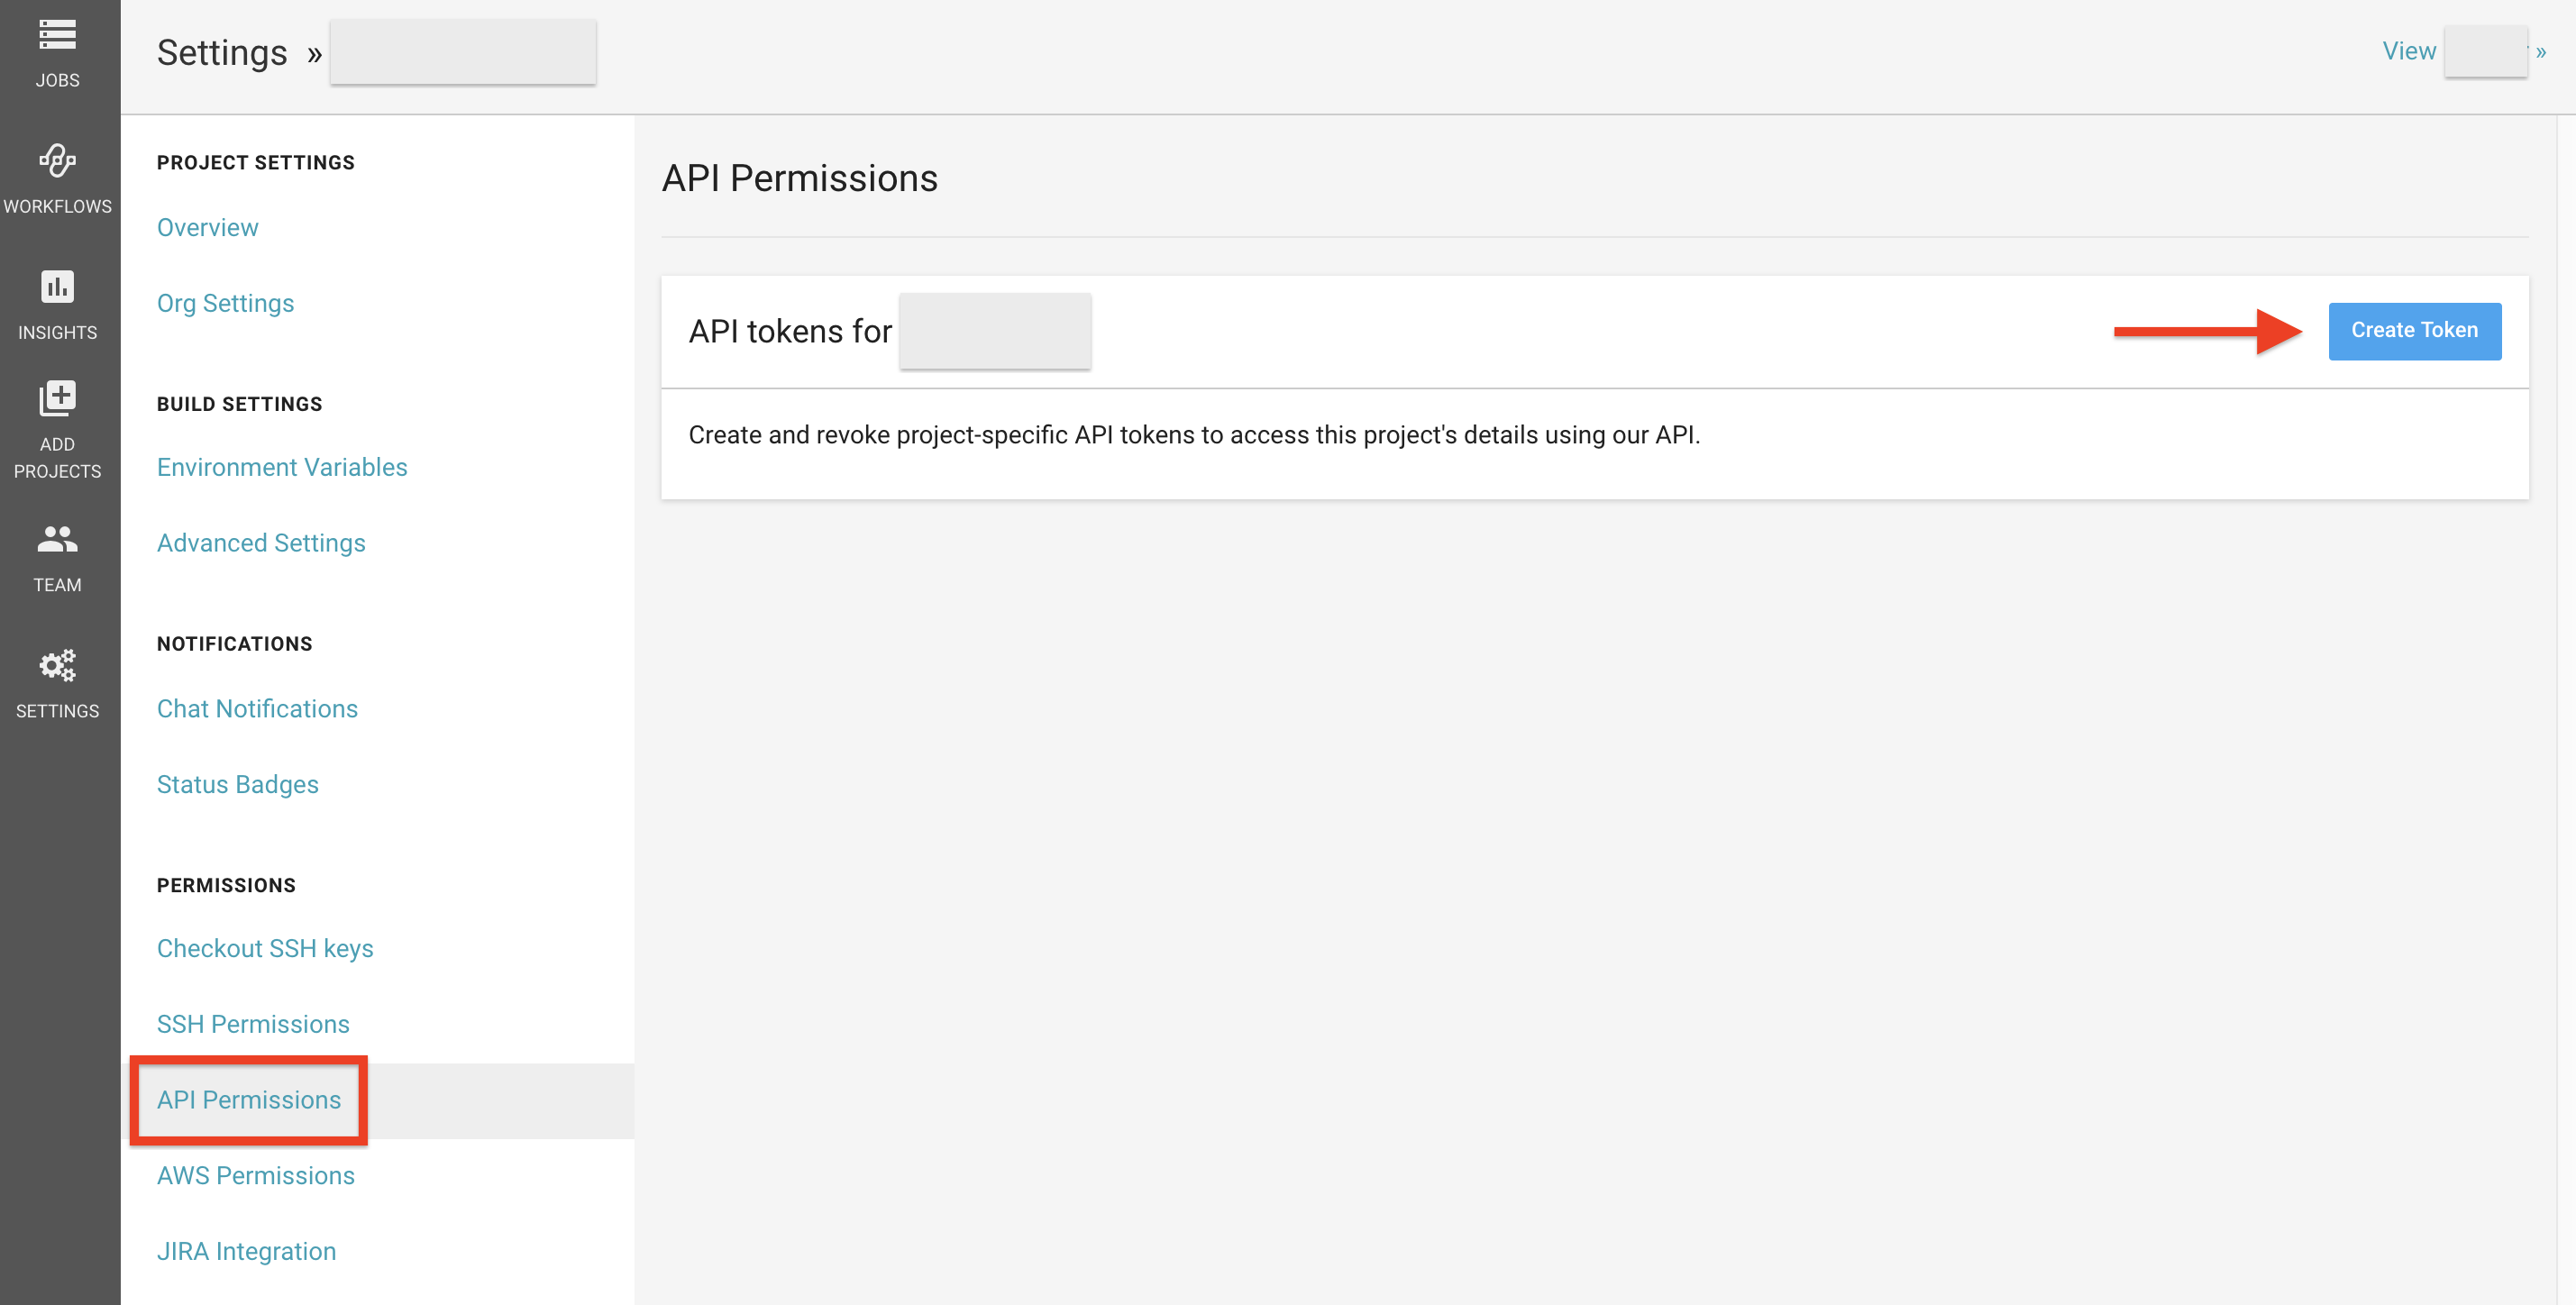 JOBS
WORKFLOWS
INSIGHTS
ADD
PROJECTS
TEAM
SETTINGS
Settings »
View »
PROJECT SETTINGS
Overview
Org Settings
BUILD SETTINGS
Environment Variables
Advanced Settings
NOTIFICATIONS
Chat Notifications
Status Badges
PERMISSIONS
Checkout SSH keys
SSH Permissions
API Permissions
AWS Permissions
JIRA Integration
API Permissions
API tokens for
Create Token
Create and revoke project-specific API tokens to access this project's details using our API.